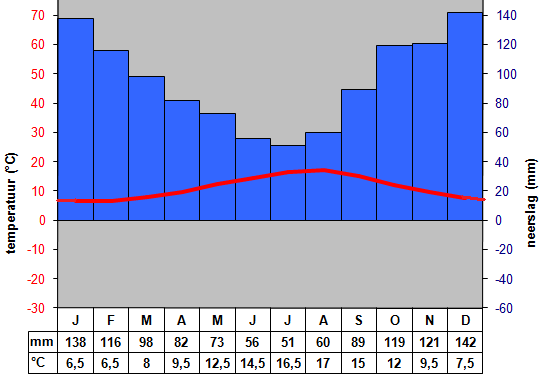 70 140
60 120
50 100
40 80
30 60
20 40
10 20
0 0
-10 -20
-20 -40
-30 -60
temperatuur (°C)
neerslag (mm)
J F M A M J J A S O N D
mm 138 116 98 82 73 56 51 60 89 119 121 142
°C 6,5 6,5 8 9,5 12,5 14,5 16,5 17 15 12 9,5 7,5